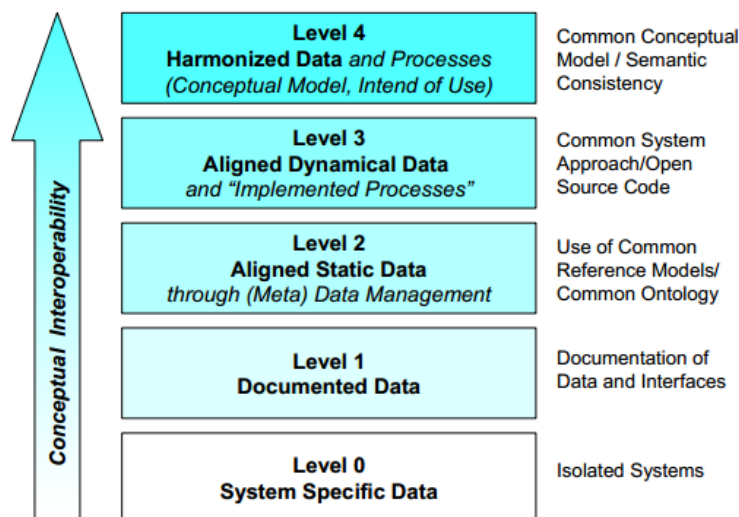 Level 4
Harmonized Data and Processes
(Conceptual Model, Intend of Use)
Common Conceptual
Model / Semantic
Consistency
Level 3
Aligned Dynamical Data
and “Implemented Processes”
Common System
Approach/Open
Source Code
Level 2
Aligned Static Data
through (Meta) Data Management
Use of Common
Reference Models/
Common Ontology
Level 1
Documented Data
Documentation of
Data and Interfaces
Level 0
System Specific Data
Isolated Systems
Conceptual Interoperability